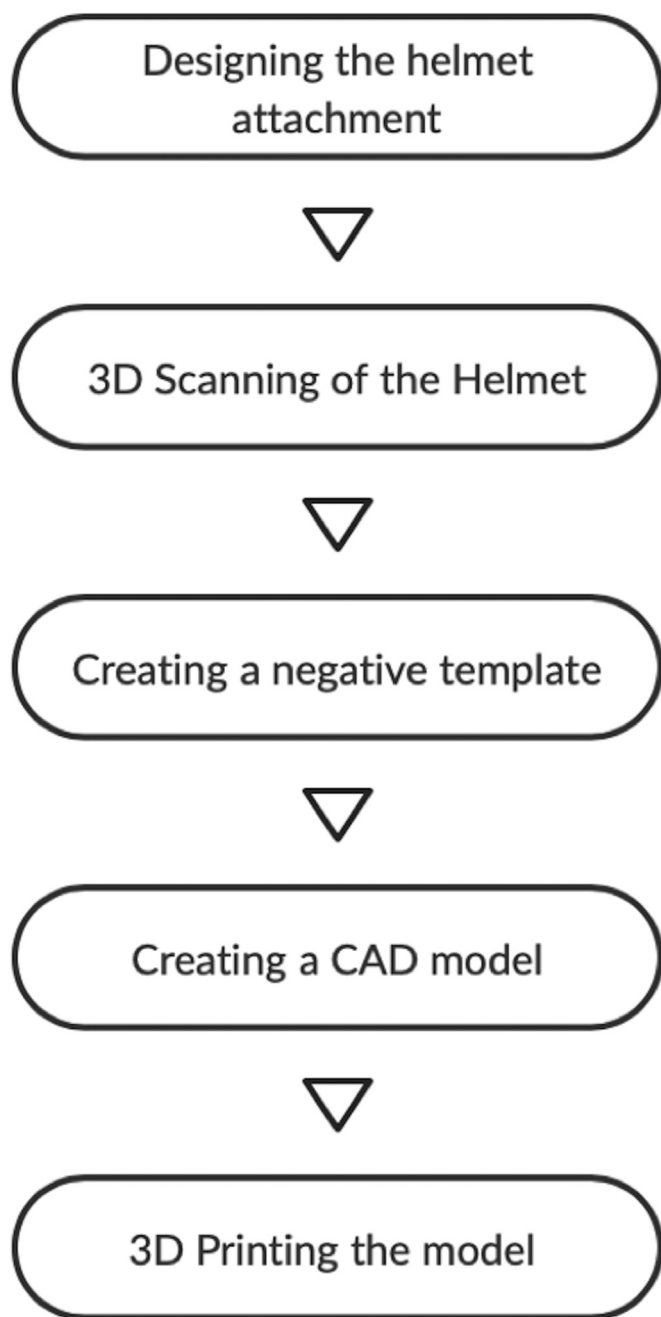 Designing the helmet
attachment
3D Scanning of the Helmet
Creating a negative template
Creating a CAD model
3D Printing the model